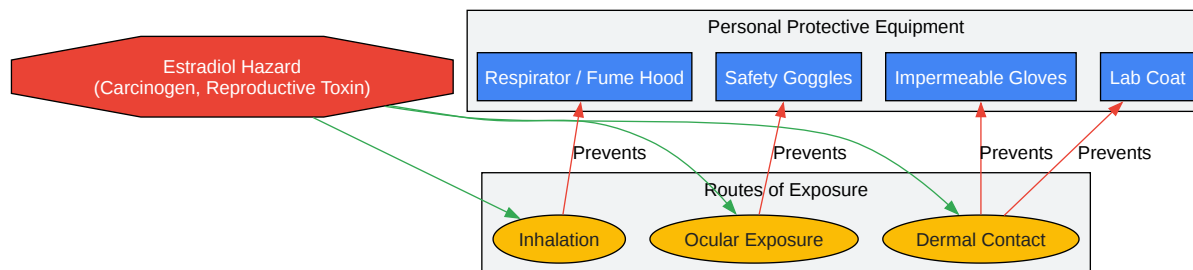 Personal Protective Equipment
Estradiol Hazard
(Carcinogen, Reproductive Toxin)
Respirator / Fume Hood
Safety Goggles
Impermeable Gloves
Lab Coat
Prevents
Prevents
Prevents
Prevents
Routes of Exposure
Inhalation
Ocular Exposure
Dermal Contact